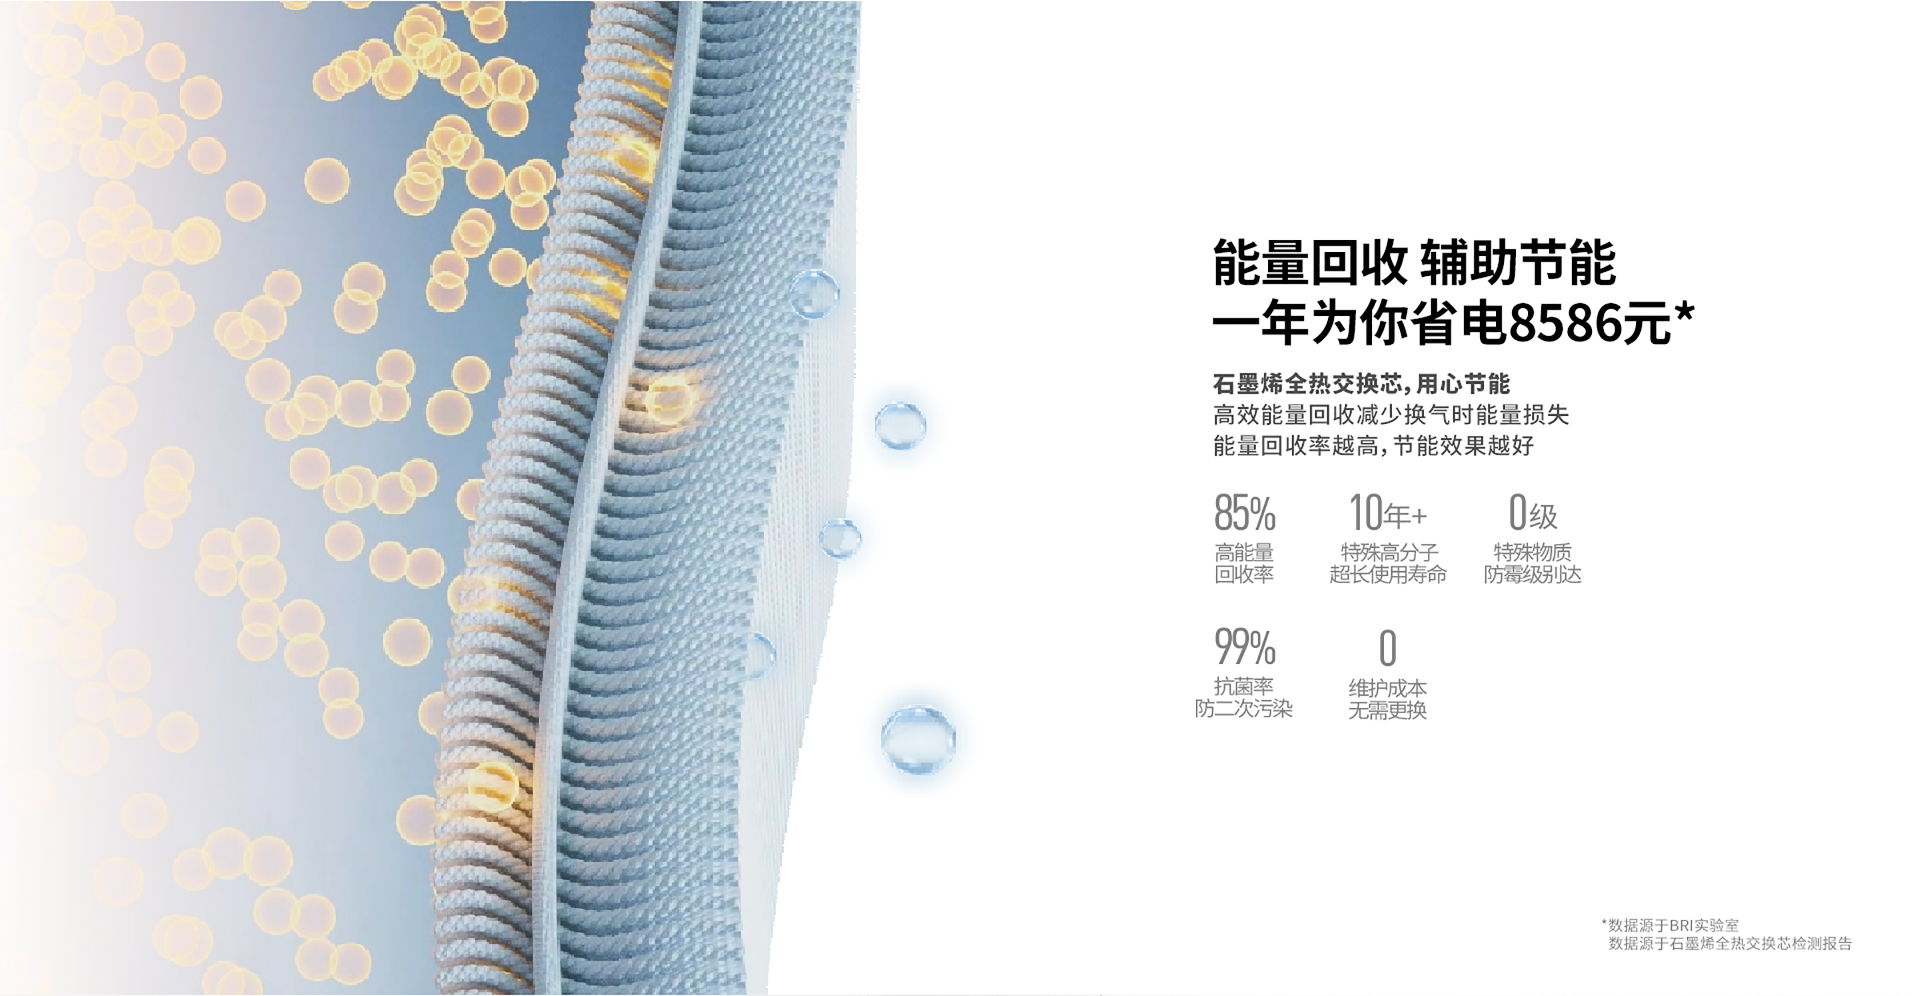 能量回收 辅助节能
一年为你省电8586元*
石墨烯全热交换芯，用心节能
高效能量回收减少换气时能量损失
能量回收率越高，节能效果越好
85%
高能量
回收率
10年+
特殊高分子
超长使用寿命
0级
特殊物质
防霉级别达
99%
抗菌率
防二次污染
0
维护成本
无需更换
*数据源于BRI实验室
数据源于石墨烯全热交换芯检测报告